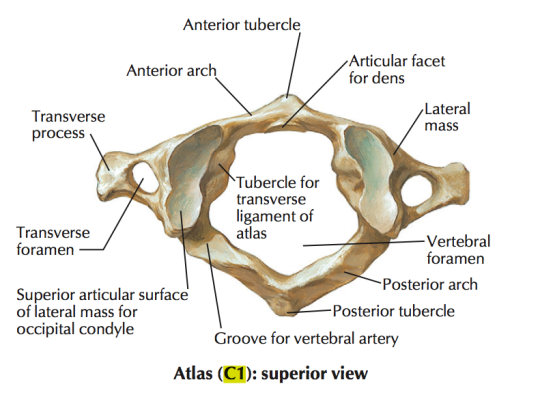 Anterior tubercle
Articular facet
for dens
Anterior arch
Lateral
mass
Transverse
process
Tubercle for
transverse
ligament of
atlas
Transverse
foramen
Vertebral
foramen
Posterior arch
Superior articular surface
of lateral mass for
occipital condyle
Posterior tubercle
Groove for vertebral artery
Atlas (C1): superior view